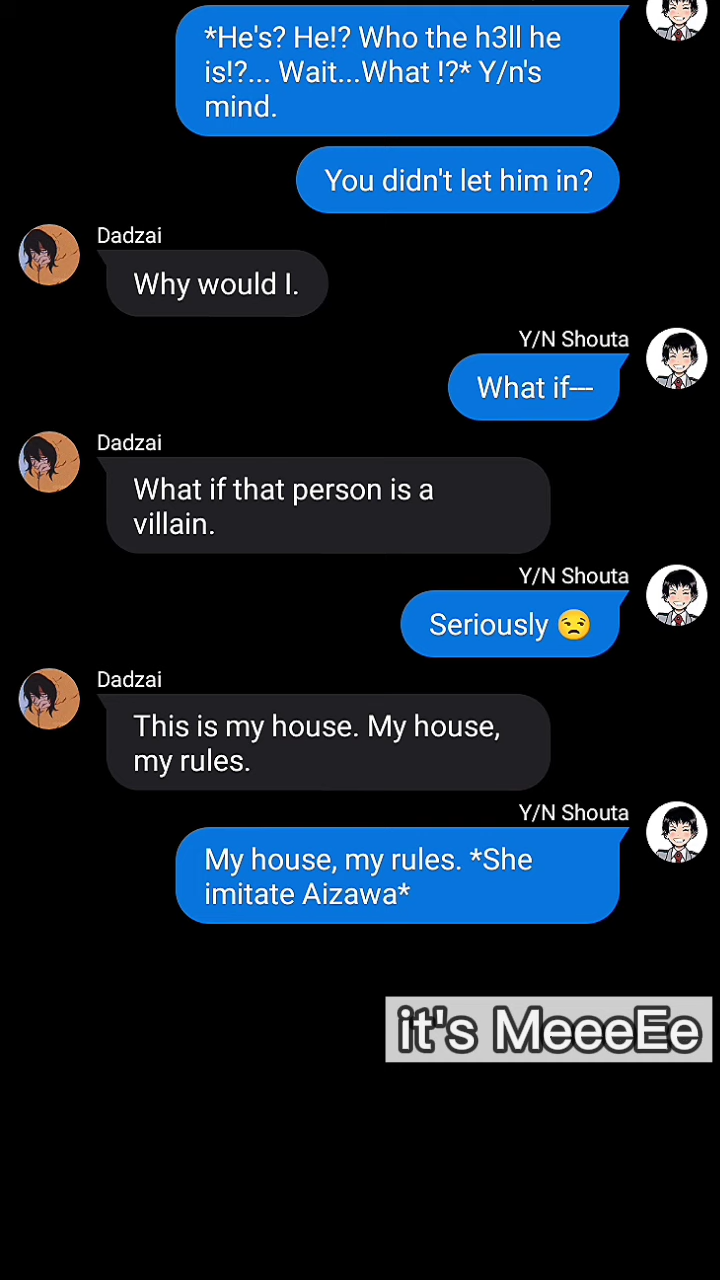 *He's? He!? Who the h3ll he
is!?... Wait...What !?* Y/n's
mind.
You didn't let him in?
Dadzai
Why would I.
Y/N Shouta
What if—
Dadzai
What if that person is a
villain.
Y/N Shouta
Seriously 😒
Dadzai
This is my house. My house,
my rules.
Y/N Shouta
My house, my rules. *She
imitate Aizawa*
it's MeeeEe